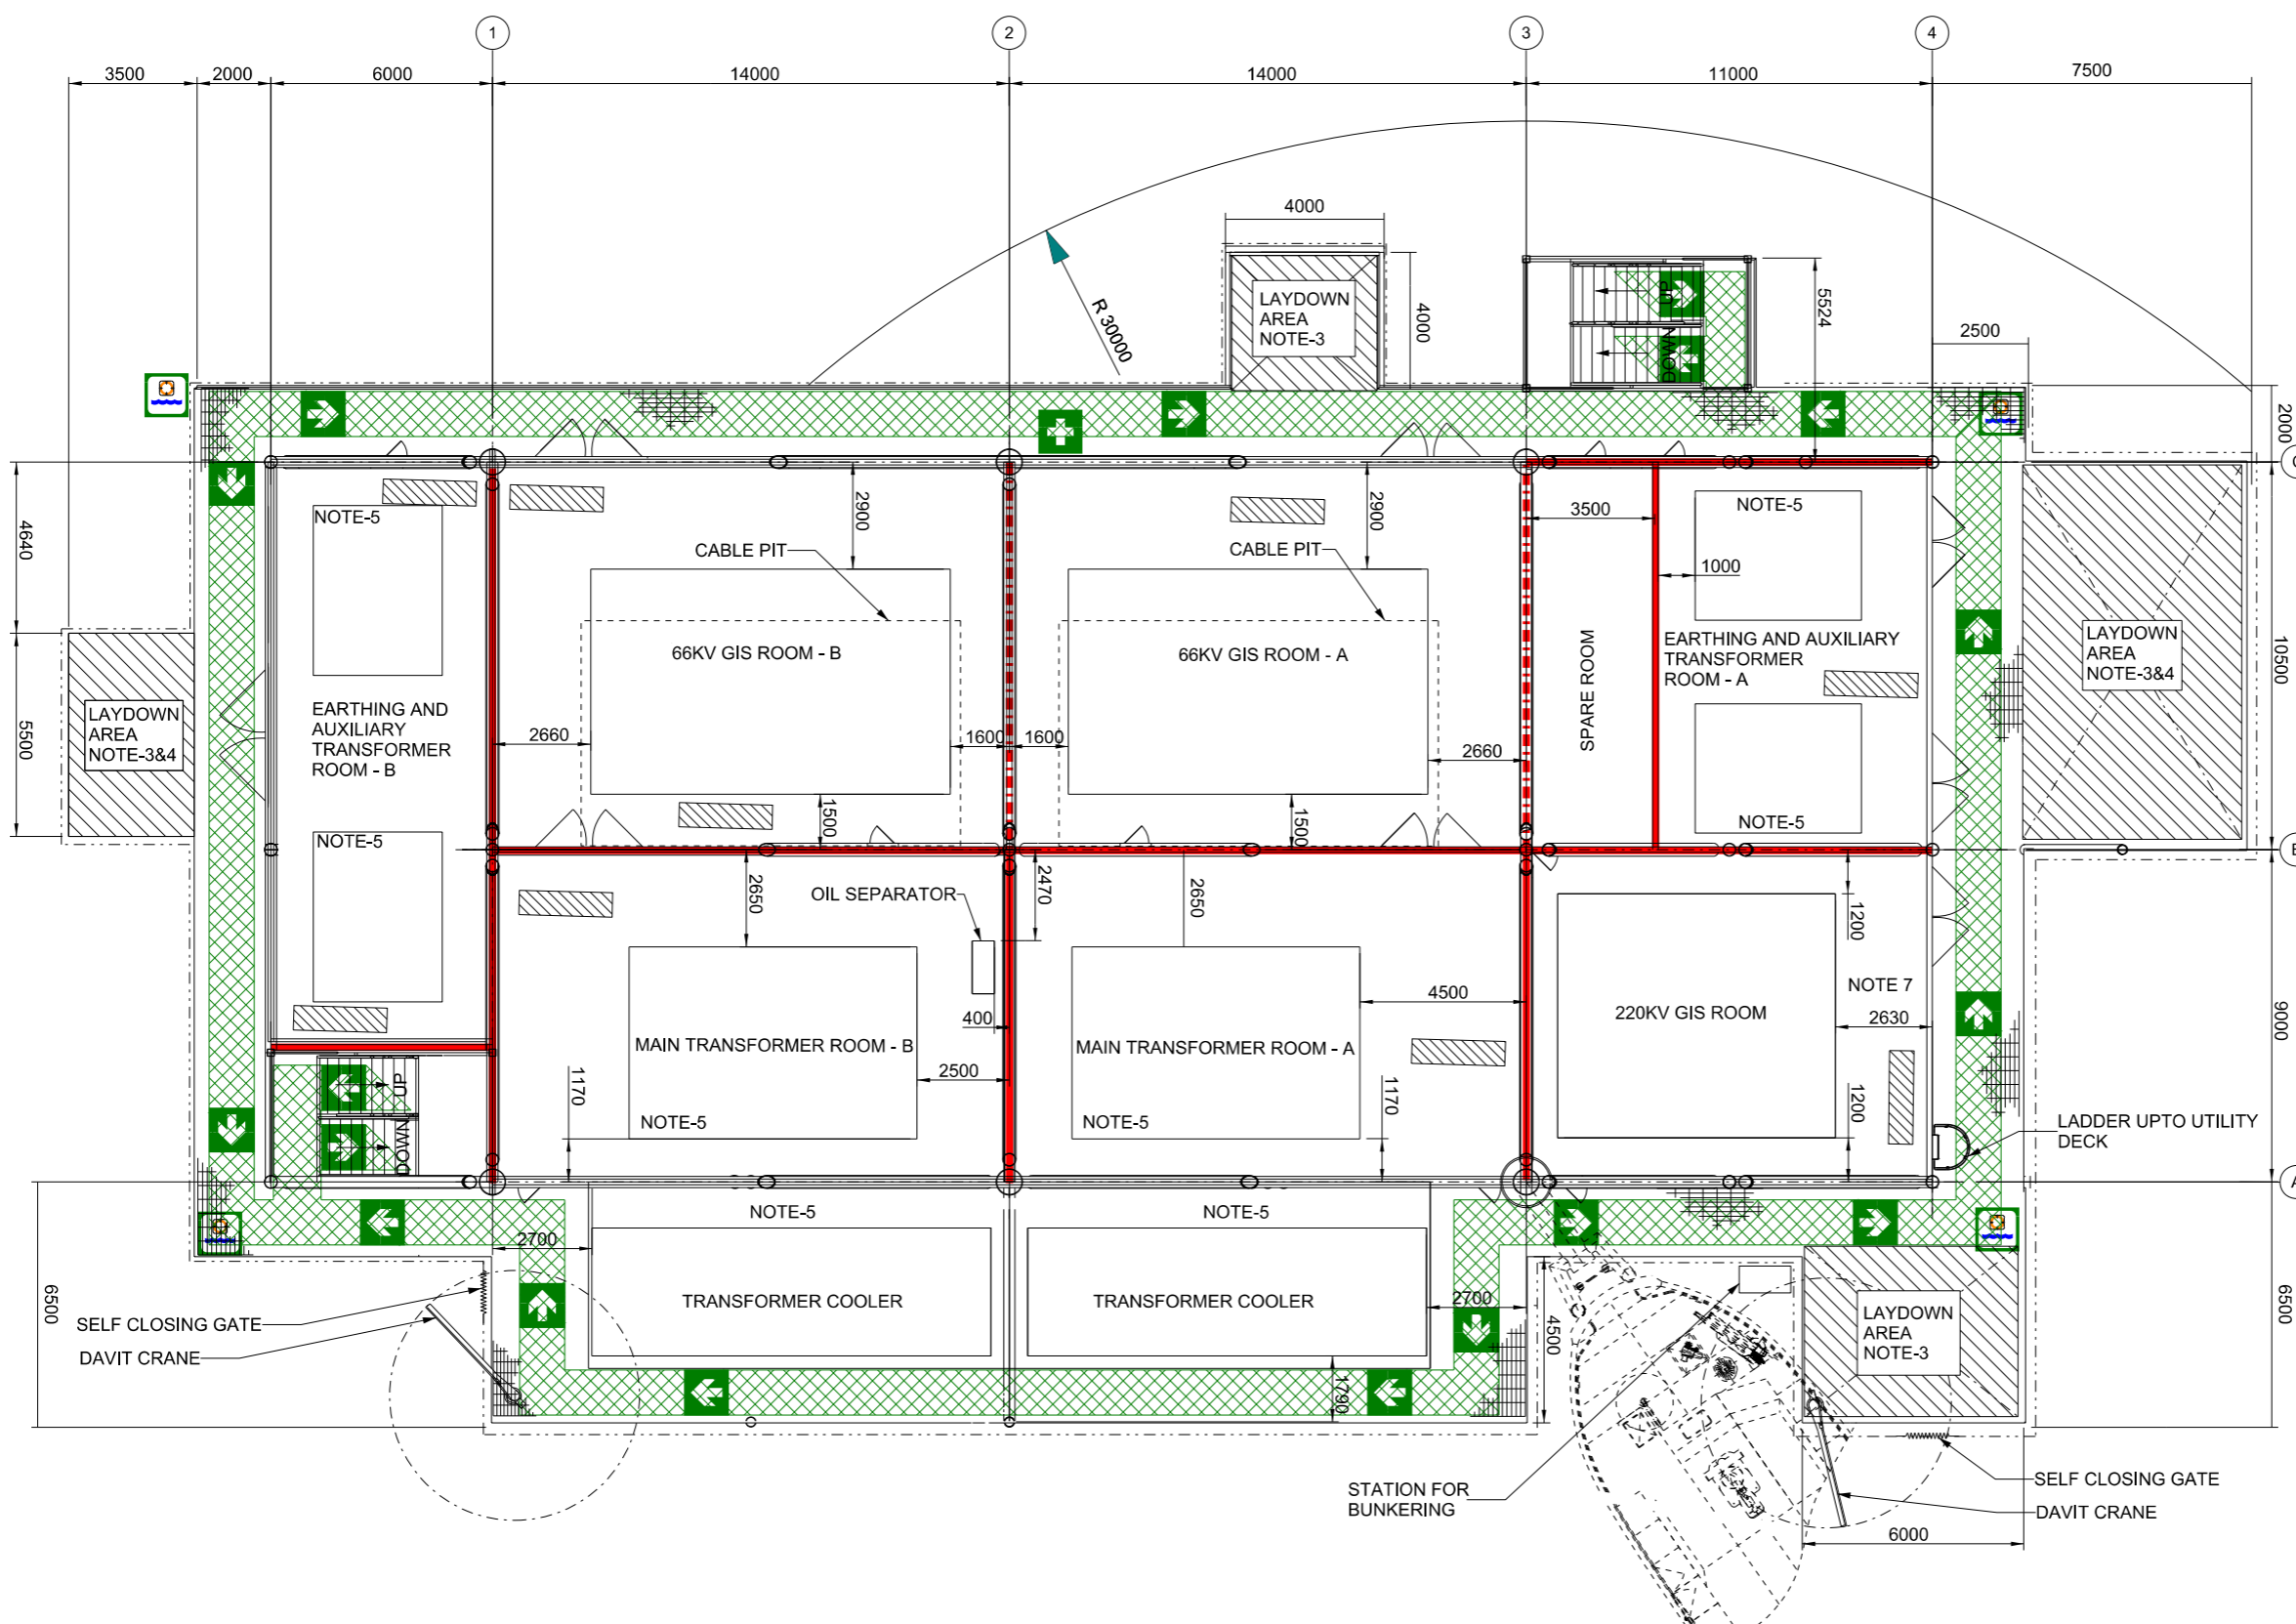 1
2
3
4
3500
2000
6000
14000
14000
11000
7500
4000
R 30000
LAYDOWN
AREA
NOTE-3
4000
UP
DOWN
5524
2500
2000
4640
5500
NOTE-5
2900
2900
3500
NOTE-5
CABLE PIT
CABLE PIT
1000
66KV GIS ROOM - B
66KV GIS ROOM - A
SPARE ROOM
EARTHING AND AUXILIARY
TRANSFORMER
ROOM - A
LAYDOWN
AREA
NOTE-3&4
10500
LAYDOWN
AREA
NOTE-3&4
EARTHING AND
AUXILIARY
TRANSFORMER
ROOM - B
2660
1600
1600
2660
NOTE-5
1500
1500
NOTE-5
2650
OIL SEPARATOR
2470
2650
1200
4500
NOTE 7
400
220KV GIS ROOM
2630
9000
MAIN TRANSFORMER ROOM - B
MAIN TRANSFORMER ROOM - A
2500
1170
1170
1200
UP
DOWN
NOTE-5
NOTE-5
LADDER UPTO UTILITY
DECK
A
NOTE-5
NOTE-5
2700
6500
TRANSFORMER COOLER
TRANSFORMER COOLER
2700
4500
LAYDOWN
AREA
NOTE-3
6500
SELF CLOSING GATE
DAVIT CRANE
1790
STATION FOR
BUNKERING
SELF CLOSING GATE
DAVIT CRANE
6000